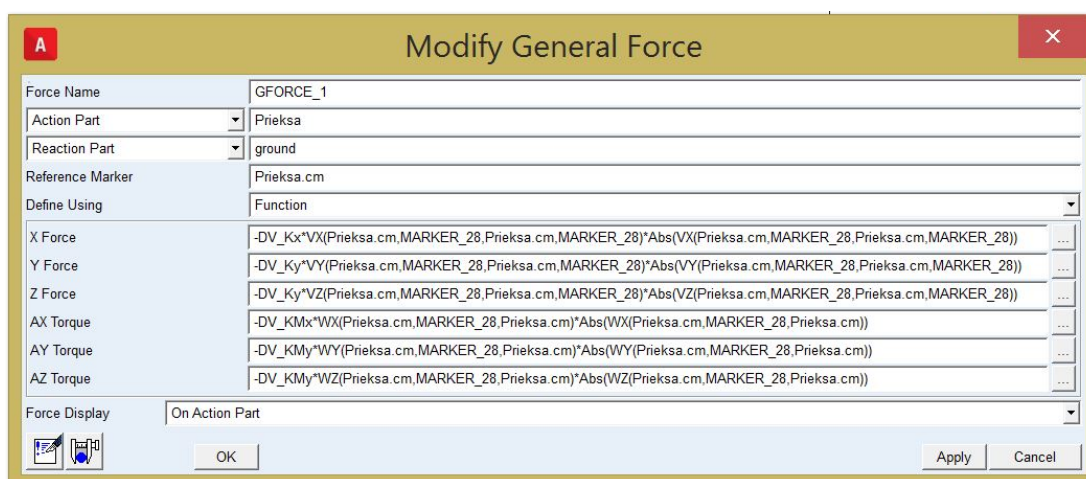 A Modify General Force ×
Force Name GFORCE_1
Action Part Prieksa
Reaction Part ground
Reference Marker Prieksa.cm
Define Using Function
X Force -DV_Kx*VX(Prieksa.cm,MARKER_28,Prieksa.cm,MARKER_28)*Abs(VX(Prieksa.cm,MARKER_28,Prieksa.cm,MARKER_28)) ...
Y Force -DV_Ky*VY(Prieksa.cm,MARKER_28,Prieksa.cm,MARKER_28)*Abs(VY(Prieksa.cm,MARKER_28,Prieksa.cm,MARKER_28)) ...
Z Force -DV_Ky*VZ(Prieksa.cm,MARKER_28,Prieksa.cm,MARKER_28)*Abs(VZ(Prieksa.cm,MARKER_28,Prieksa.cm,MARKER_28)) ...
AX Torque -DV_KMx*WX(Prieksa.cm,MARKER_28,Prieksa.cm)*Abs(WX(Prieksa.cm,MARKER_28,Prieksa.cm)) ...
AY Torque -DV_KMy*WY(Prieksa.cm,MARKER_28,Prieksa.cm)*Abs(WY(Prieksa.cm,MARKER_28,Prieksa.cm)) ...
AZ Torque -DV_KMy*WZ(Prieksa.cm,MARKER_28,Prieksa.cm)*Abs(WZ(Prieksa.cm,MARKER_28,Prieksa.cm)) ...
Force Display On Action Part
OK Apply Cancel